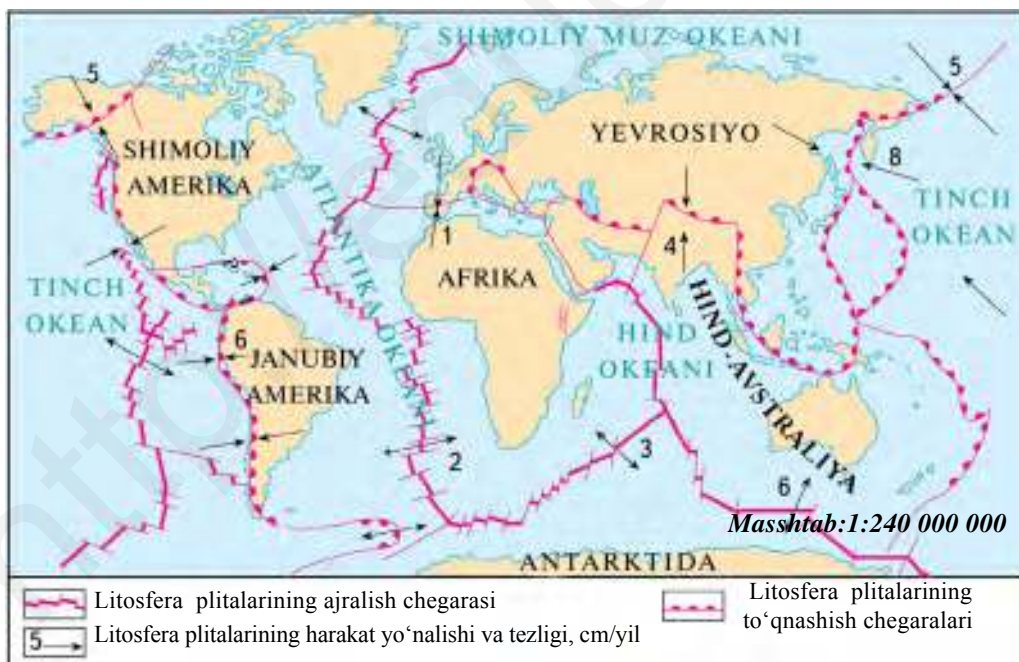 SHIMOLIY MUZ OKEANI
5
5
YEVROSIYO
SHIMOLIY
AMERIKA
8
TINCH
OKEAN
ATLANTIKA OKEANI
1
AFRIKA
4
TINCH
OKEAN
HIND
OKEANI
HIND-AVSTRALIYA
6
JANUBIY
AMERIKA
2
3
6
Masshtab:1:240 000 000
ANTARKTIDA
Litosfera plitalarining ajralish chegarasi
Litosfera plitalarining
to‘qnashish chegaralari
5
Litosfera plitalarining harakat yo‘nalishi va tezligi, cm/yil